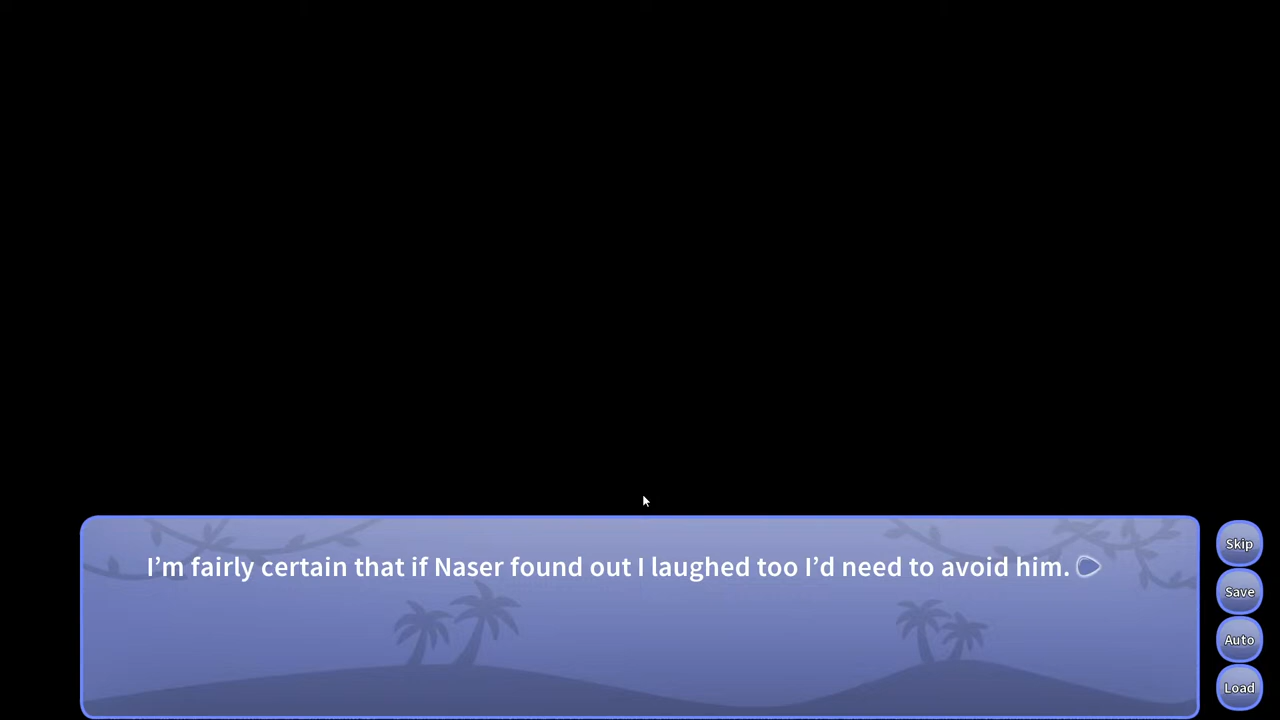 I’m fairly certain that if Naser found out I laughed too I’d need to avoid him.
Skip
Save
Auto
Load